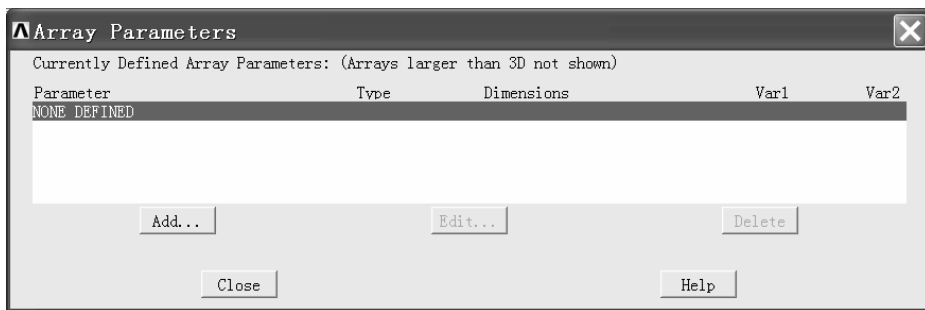 Array Parameters
Currently Defined Array Parameters: (Arrays larger than 3D not shown)
Parameter Type Dimensions Var1 Var2
NONE DEFINED
Add... Edit... Delete
Close Help